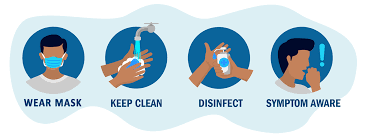 WEAR MASK
KEEP CLEAN
DISINFECT
SYMPTOM AWARE